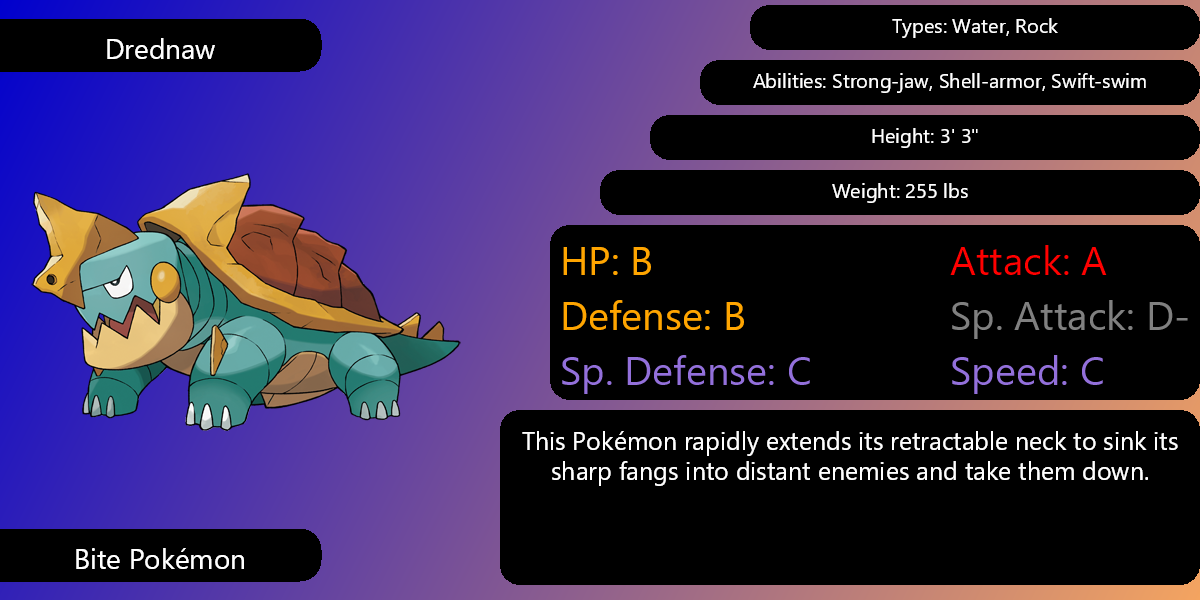 Drednaw
Types: Water, Rock
Abilities: Strong-jaw, Shell-armor, Swift-swim
Height: 3' 3"
Weight: 255 lbs
HP: B
Attack: A
Defense: B
Sp. Attack: D-
Sp. Defense: C
Speed: C
This Pokémon rapidly extends its retractable neck to sink its
sharp fangs into distant enemies and take them down.
Bite Pokémon